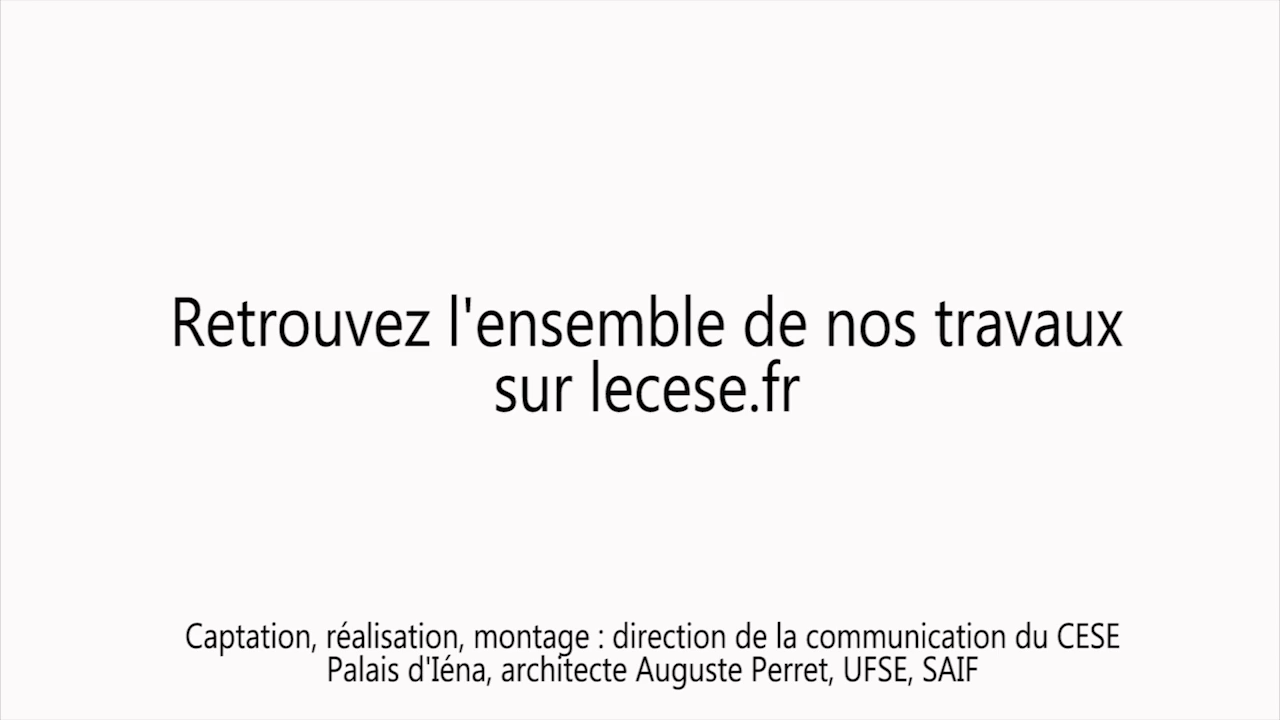 Retrouvez l'ensemble de nos travaux
sur lecese.fr
Captation, réalisation, montage : direction de la communication du CESE
Palais d'Iéna, architecte Auguste Perret, UFSE, SAIF